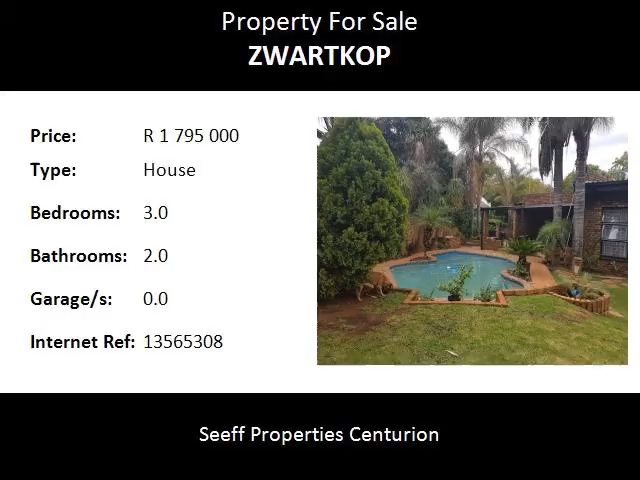 Property For Sale
ZWARTKOP
Price: R 1 795 000
Type: House
Bedrooms: 3.0
Bathrooms: 2.0
Garage/s: 0.0
Internet Ref: 13565308
Seeff Properties Centurion